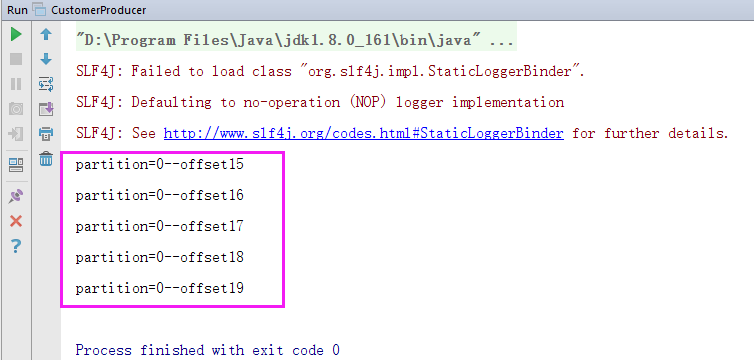 Run CustomerProducer
"D:\Program Files\Java\jdk1.8.0_161\bin\java" ...
SLF4J: Failed to load class "org.slf4j.impl.StaticLoggerBinder".
SLF4J: Defaulting to no-operation (NOP) logger implementation
SLF4J: See http://www.slf4j.org/codes.html#StaticLoggerBinder for further details.
partition=0--offset15
partition=0--offset16
partition=0--offset17
partition=0--offset18
partition=0--offset19
Process finished with exit code 0